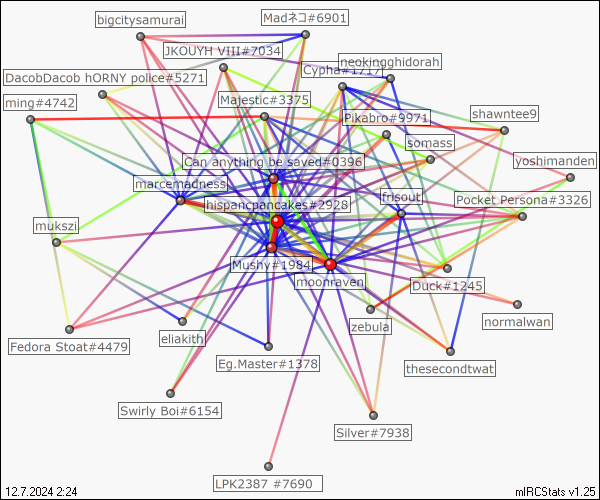 bigcitysamurai
Madネコ#6901
JKOUYH VIII#7034
neokingghidorah
Cypha#1717
DacobDacob hORNY police#5271
ming#4742
Majestic#3375
Pikabro#9971
shawntee9
somass
Can anything be saved#0396
yoshimanden
marcemadness
hispancpancakes#2928
frisout
Pocket Persona#3326
mukszi
Mushy#1984
moonraven
Duck#1245
normalwan
zebula
Fedora Stoat#4479
eliakith
Eg.Master#1378
thesecondtwat
Swirly Boi#6154
Silver#7938
LPK2387 #7690
12.7.2024 2:24
mIRCStats v1.25